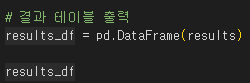 # 결과 테이블 출력
results_df = pd.DataFrame(results)
results_df